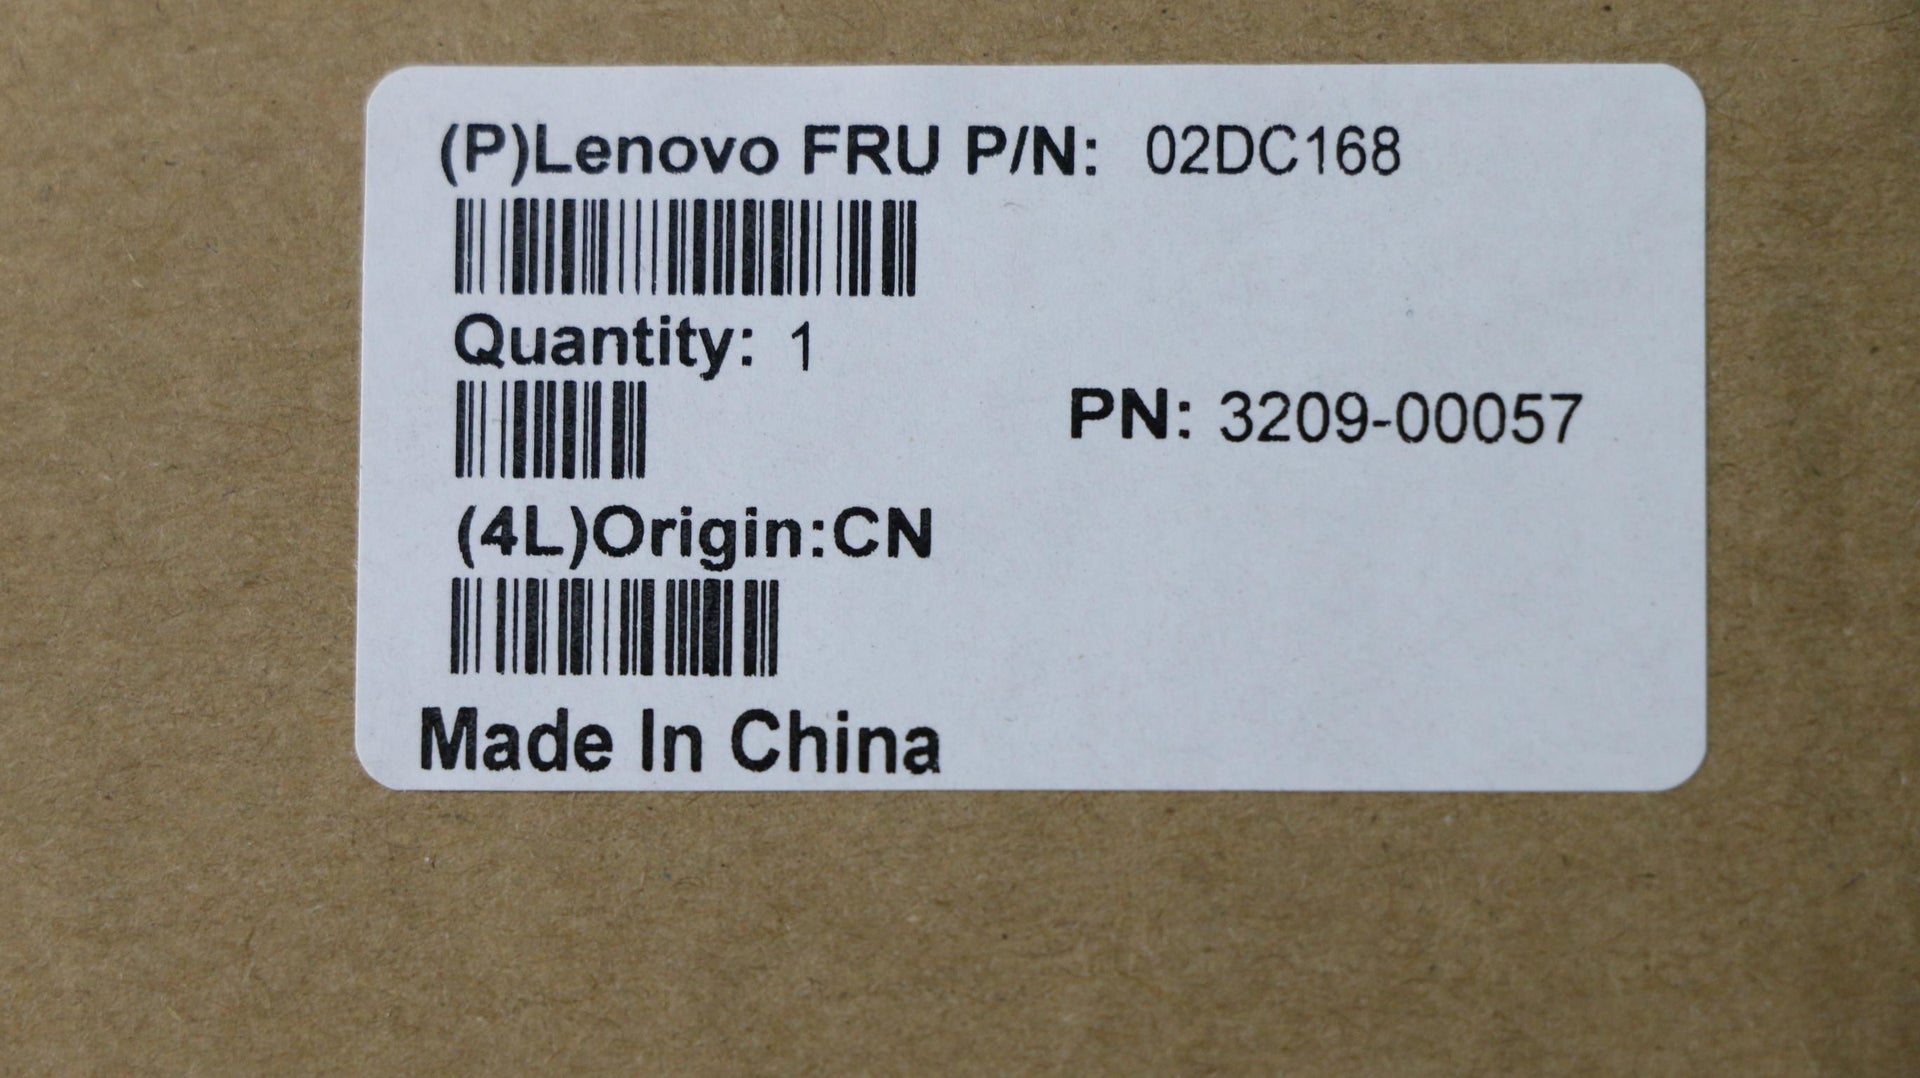 (P)Lenovo FRU P/N: 02DC168
Quantity: 1
PN: 3209-00057
(4L)Origin:CN
Made In China